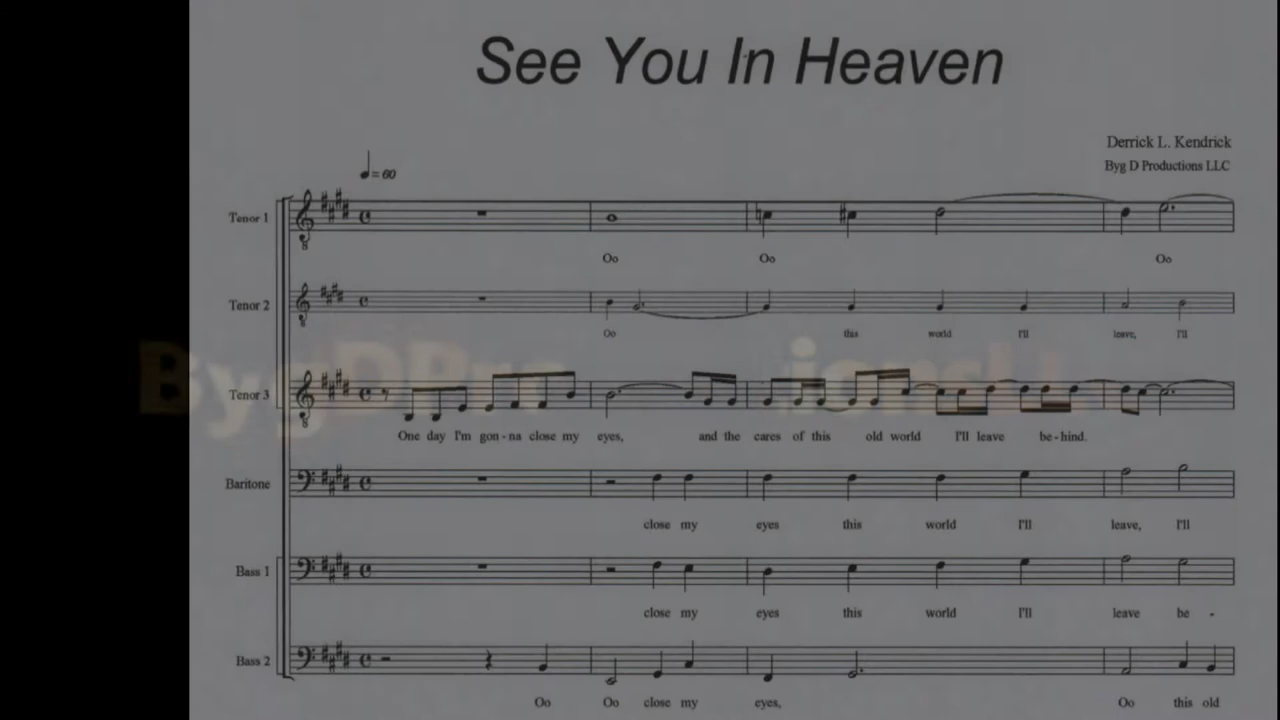 See You In Heaven
Derrick L. Kendrick
Byg D Productions LLC
= 60
Tenor 1
Oo Oo Oo
Tenor 2
Oo this world I'll leave, I'll
Tenor 3
One day I'm gon - na close my eyes, and the cares of this old world I'll leave be - hind.
Baritone
close my eyes this world I'll leave, I'll
Bass 1
close my eyes this world I'll leave be -
Bass 2
Oo Oo close my eyes, Oo this old